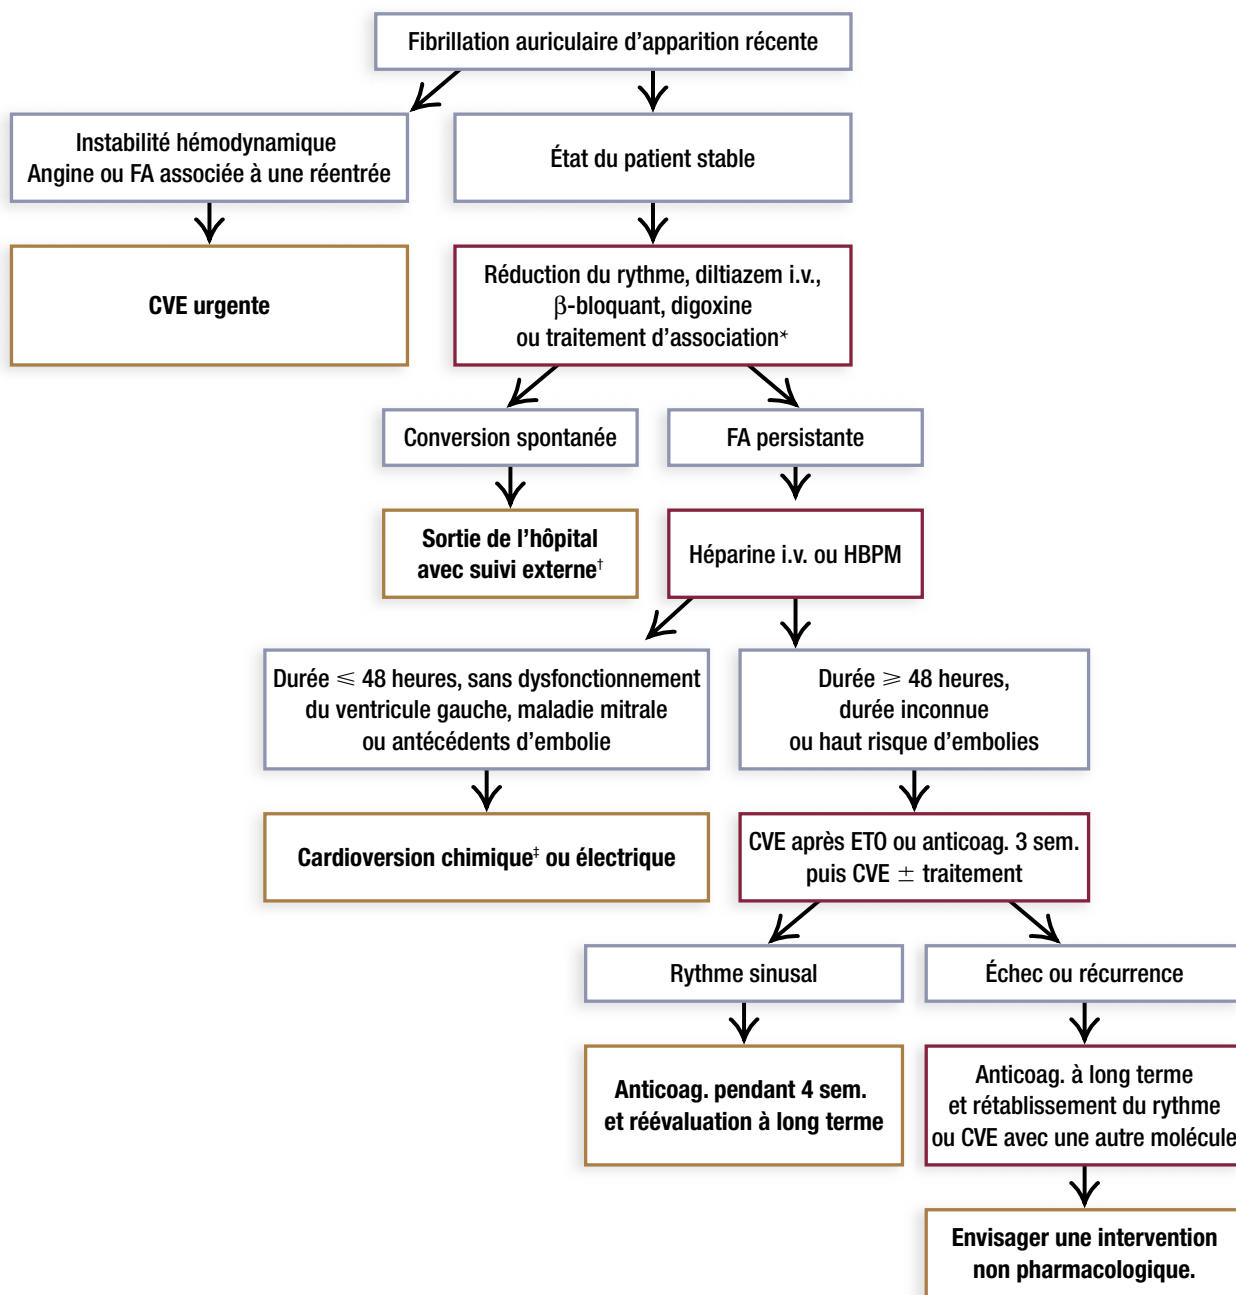 Fibrillation auriculaire d’apparition récente
Instabilité hémodynamique
Angine ou FA associée à une réentrée
État du patient stable
CVE urgente
Réduction du rythme, diltiazem i.v.,
β-bloquant, digoxine
ou traitement d’association*
Conversion spontanée
FA persistante
Sortie de l’hôpital
avec suivi externe†
Héparine i.v. ou HBPM
Durée ⩽ 48 heures, sans dysfonctionnement
du ventricule gauche, maladie mitrale
ou antécédents d’embolie
Durée ⩾ 48 heures,
durée inconnue
ou haut risque d’embolies
Cardioversion chimique‡ ou électrique
CVE après ETO ou anticoag. 3 sem.
puis CVE ± traitement
Rythme sinusal
Échec ou récurrence
Anticoag. pendant 4 sem.
et réévaluation à long terme
Anticoag. à long terme
et rétablissement du rythme
ou CVE avec une autre molécule
Envisager une intervention
non pharmacologique.